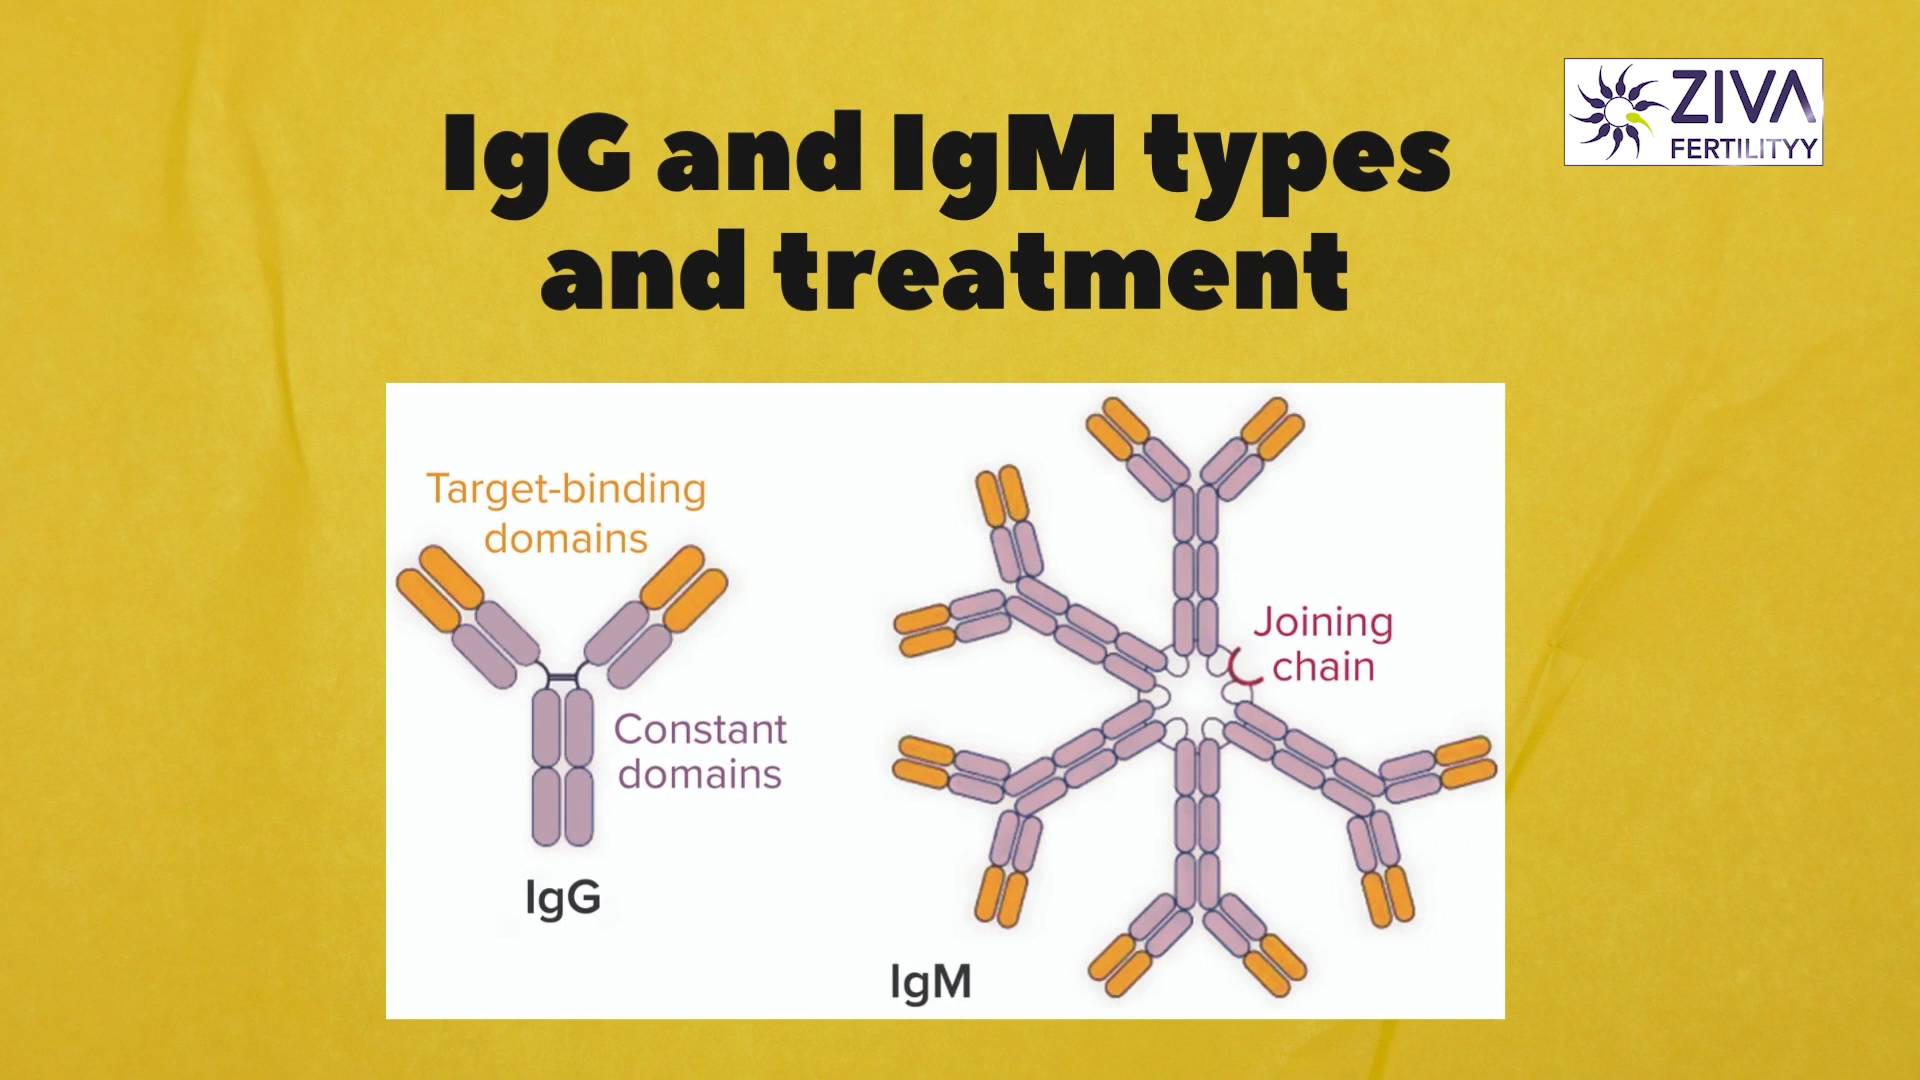 ZIVA
FERTILITYY
IgG and IgM types
and treatment
Target-binding
domains
Constant
domains
IgG
Joining
chain
IgM